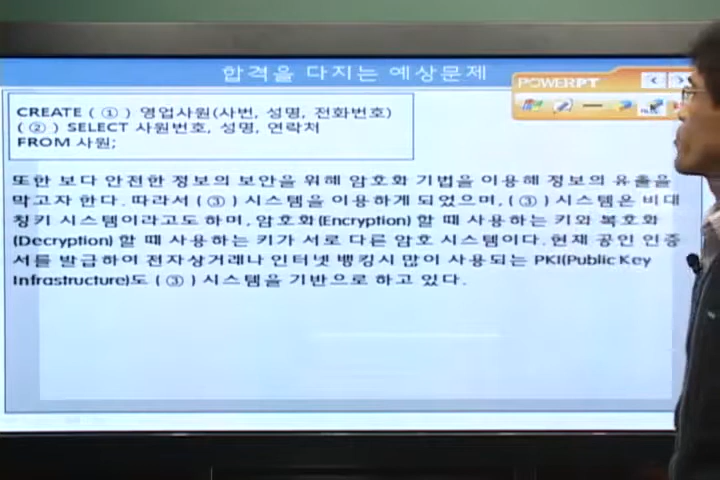 합격을 다지는 예상문제
POWERPT
CREATE ( ① ) 영업사원(사번, 성명, 전화번호)
( ② ) SELECT 사원번호, 성명, 연락처
FROM 사원;
또한 보다 안전한 정보의 보안을 위해 암호화 기법을 이용해 정보의 유출을
막고자 한다. 따라서 ( ③ ) 시스템을 이용하게 되었으며, ( ③ ) 시스템은 비대
칭키 시스템이라고도 하며, 암호화(Encryption) 할 때 사용하는 키와 복호화
(Decryption) 할 때 사용하는 키가 서로 다른 암호 시스템이다. 현재 공인 인증
서를 발급하여 전자상거래나 인터넷 뱅킹시 많이 사용되는 PKI(Public Key
Infrastructure)도 ( ③ ) 시스템을 기반으로 하고 있다.